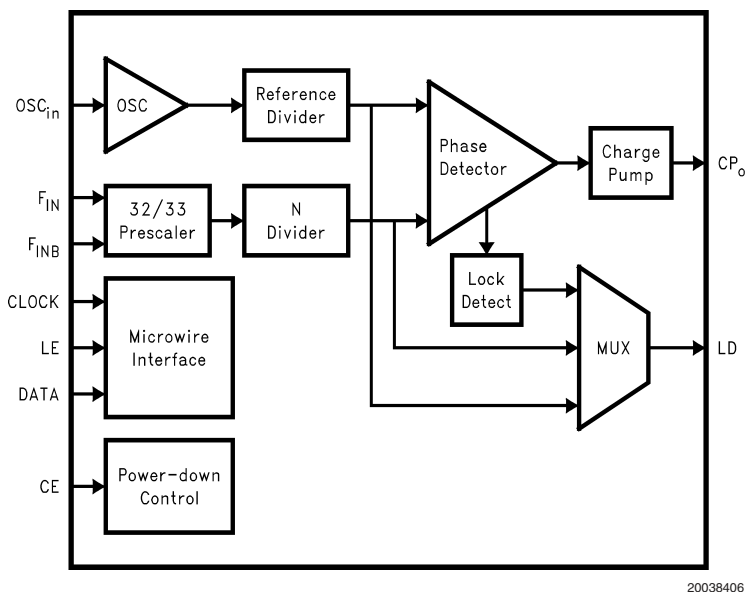 OSCin
OSC
Reference
Divider
Phase
Detector
Charge
Pump
CPo
FIN
FINB
32/33
Prescaler
N
Divider
Lock
Detect
CLOCK
LE
DATA
Microwire
Interface
MUX
LD
CE
Power-down
Control
20038406